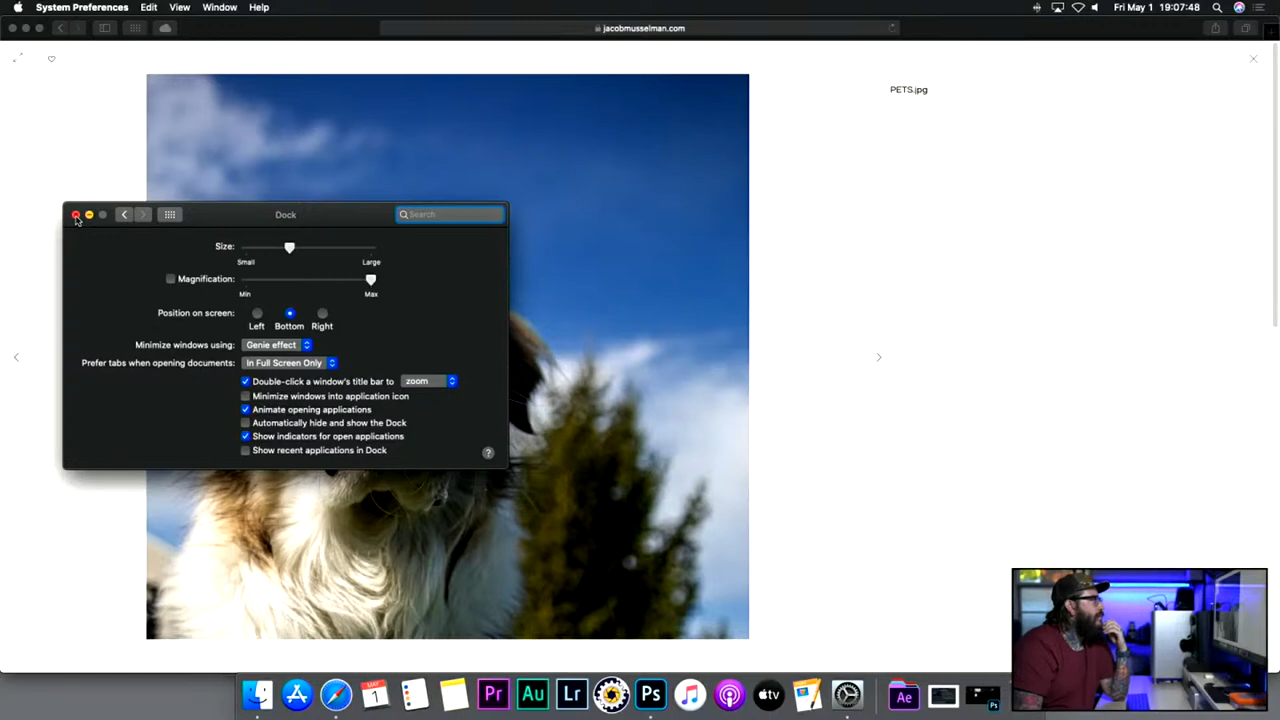 System Preferences Edit View Window Help Fri May 1 19:07:48
jacobmusselman.com
PETS.jpg
Dock Search
Size:
Small Large
Magnification:
Min Max
Position on screen:
Left Bottom Right
Minimize windows using: Genie effect
Prefer tabs when opening documents: In Full Screen Only
Double-click a window's title bar to zoom
Minimize windows into application icon
Animate opening applications
Automatically hide and show the Dock
Show indicators for open applications
Show recent applications in Dock
?
MAY
1
Pr Au Lr Ps tv Ae Ps